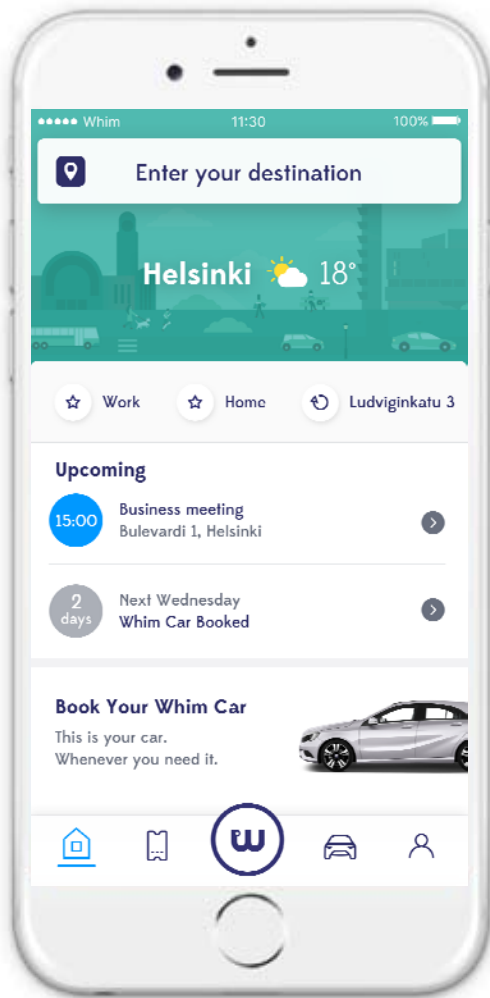 Whim 11:30 100%
Enter your destination
Helsinki 18°
Work Home Ludviginkatu 3
Upcoming
15:00 Business meeting
Bulevardi 1, Helsinki
2 days Next Wednesday
Whim Car Booked
Book Your Whim Car
This is your car.
Whenever you need it.
w